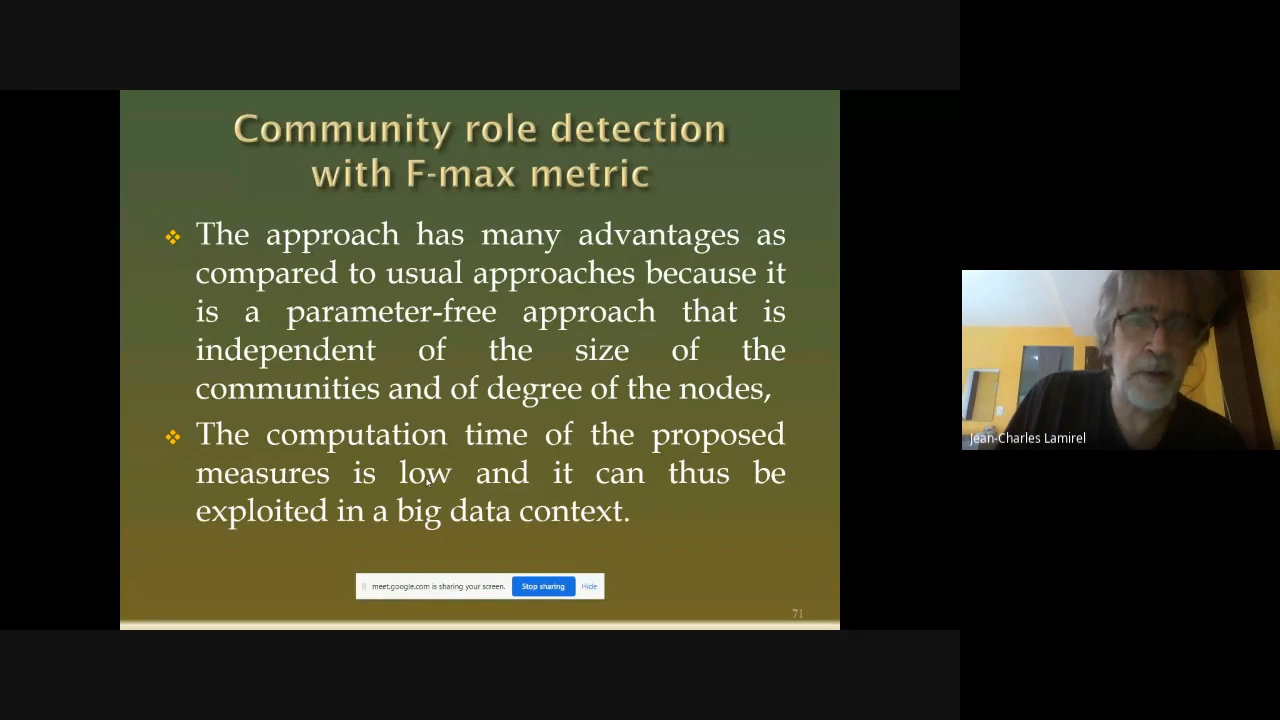 Community role detection
with F-max metric
The approach has many advantages as
compared to usual approaches because it
is a parameter-free approach that is
independent of the size of the
communities and of degree of the nodes,
The computation time of the proposed
measures is low and it can thus be
exploited in a big data context.
meet.google.com is sharing your screen. Stop sharing Hide
71
Jean-Charles Lamirel